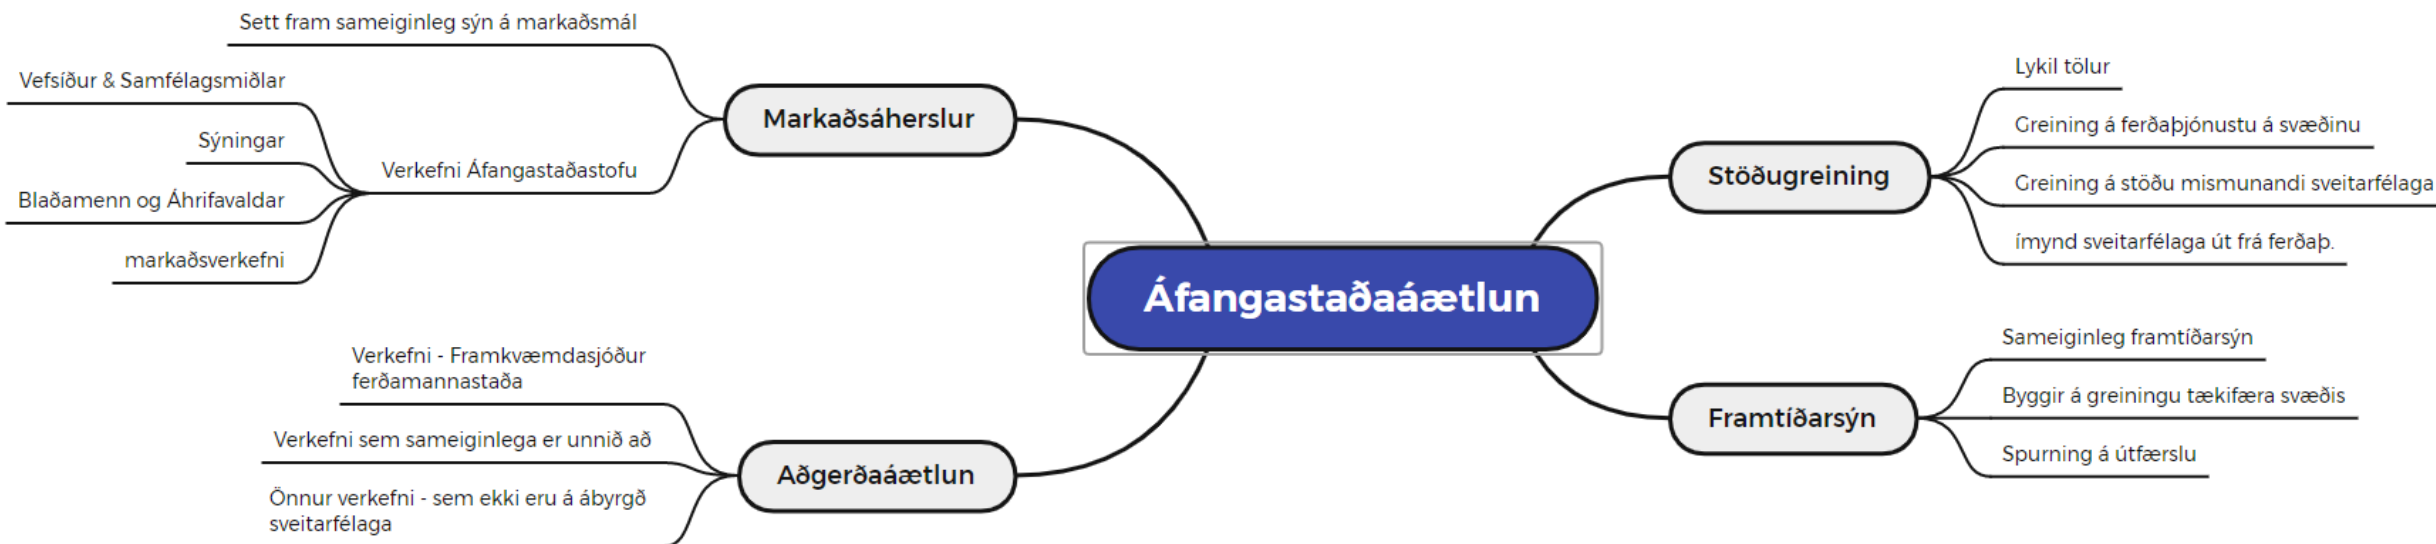 Áfangastaðaáætlun
Markaðsáherslur
Sett fram sameiginleg sýn á markaðsmál
Verkefni Áfangastaðastofu
Vefsíður & Samfélagsmiðlar
Sýningar
Blaðamenn og Áhrifavaldar
markaðsverkefni
Aðgerðaáætlun
Verkefni - Framkvæmdasjóður
ferðamannastaða
Verkefni sem sameiginlega er unnið að
Önnur verkefni - sem ekki eru á ábyrgð
sveitarfélaga
Stöðugreining
Lykil tölur
Greining á ferðaþjónustu á svæðinu
Greining á stöðu mismunandi sveitarfélaga
ímynd sveitarfélaga út frá ferðaþ.
Framtíðarsýn
Sameiginleg framtíðarsýn
Byggir á greiningu tækifæra svæðis
Spurning á útfærslu